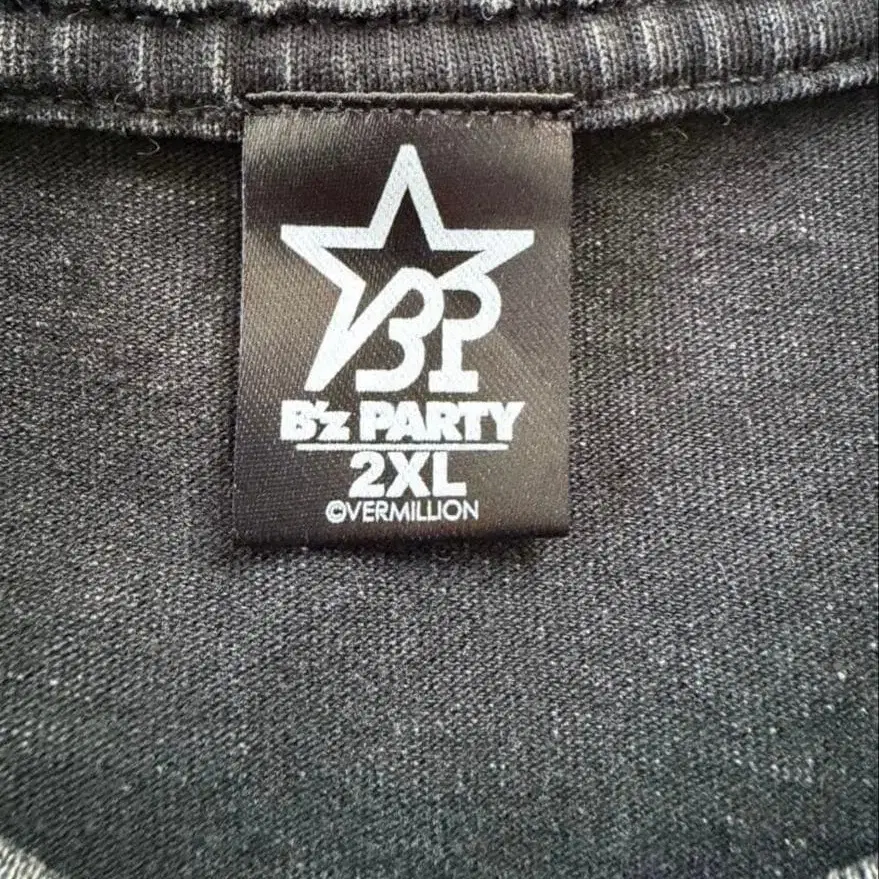 BP
B'z PARTY
2XL
©VERMILLION